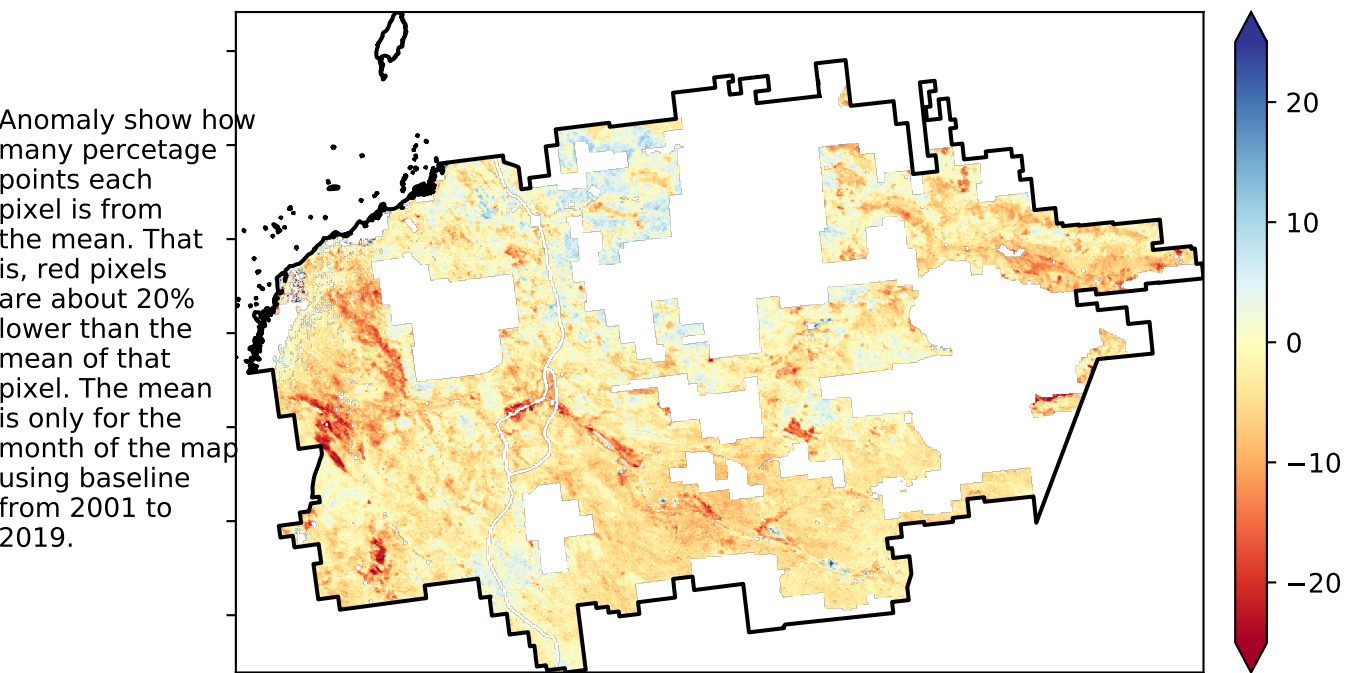 Anomaly show how
many percetage
points each
pixel is from
the mean. That
is, red pixels
are about 20%
lower than the
mean of that
pixel. The mean
is only for the
month of the map
using baseline
from 2001 to
2019.
20
10
0
−10
−20